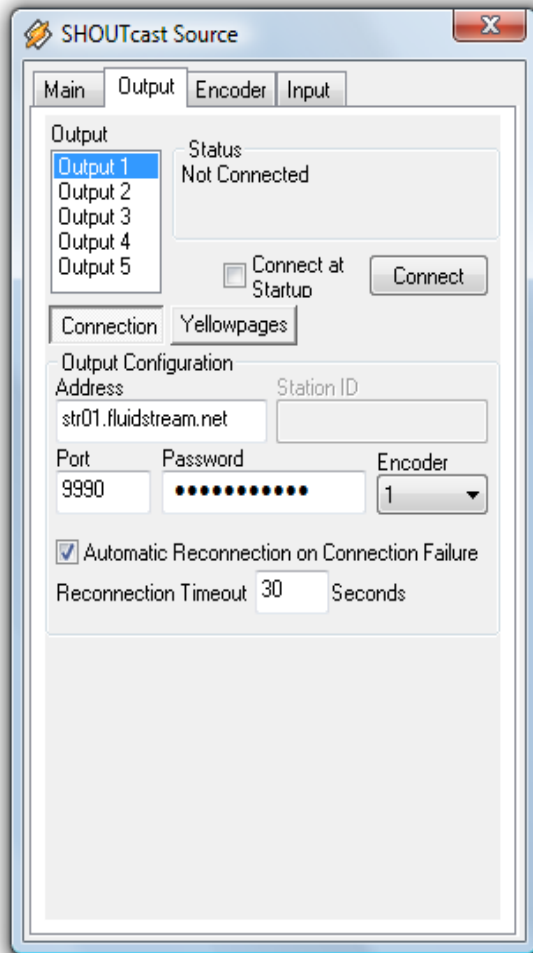 SHOUTcast Source
X
Main Output Encoder Input
Output
Output 1
Output 2
Output 3
Output 4
Output 5
Status
Not Connected
Connect at
Startup
Connect
Connection Yellowpages
Output Configuration
Address Station ID
str01.fluidstream.net
Port Password Encoder
9990 ●●●●●●●●●●● 1
Automatic Reconnection on Connection Failure
Reconnection Timeout 30 Seconds